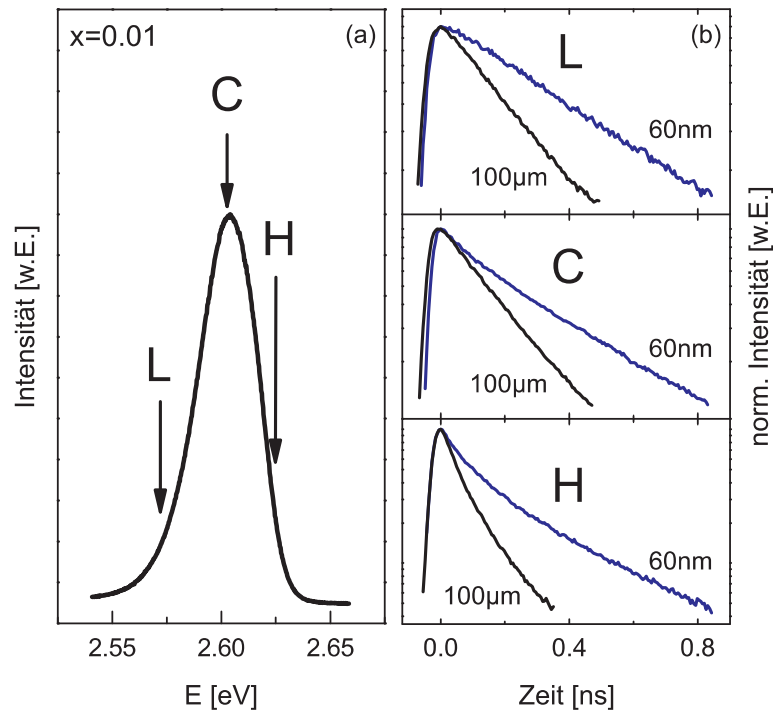 x=0.01
(a)
C
H
L
Intensität [w.E.]
2.55
2.60
2.65
E [eV]
(b)
L
60nm
100µm
C
60nm
100µm
H
60nm
100µm
norm. Intensität [w.E.]
0.0
0.4
0.8
Zeit [ns]